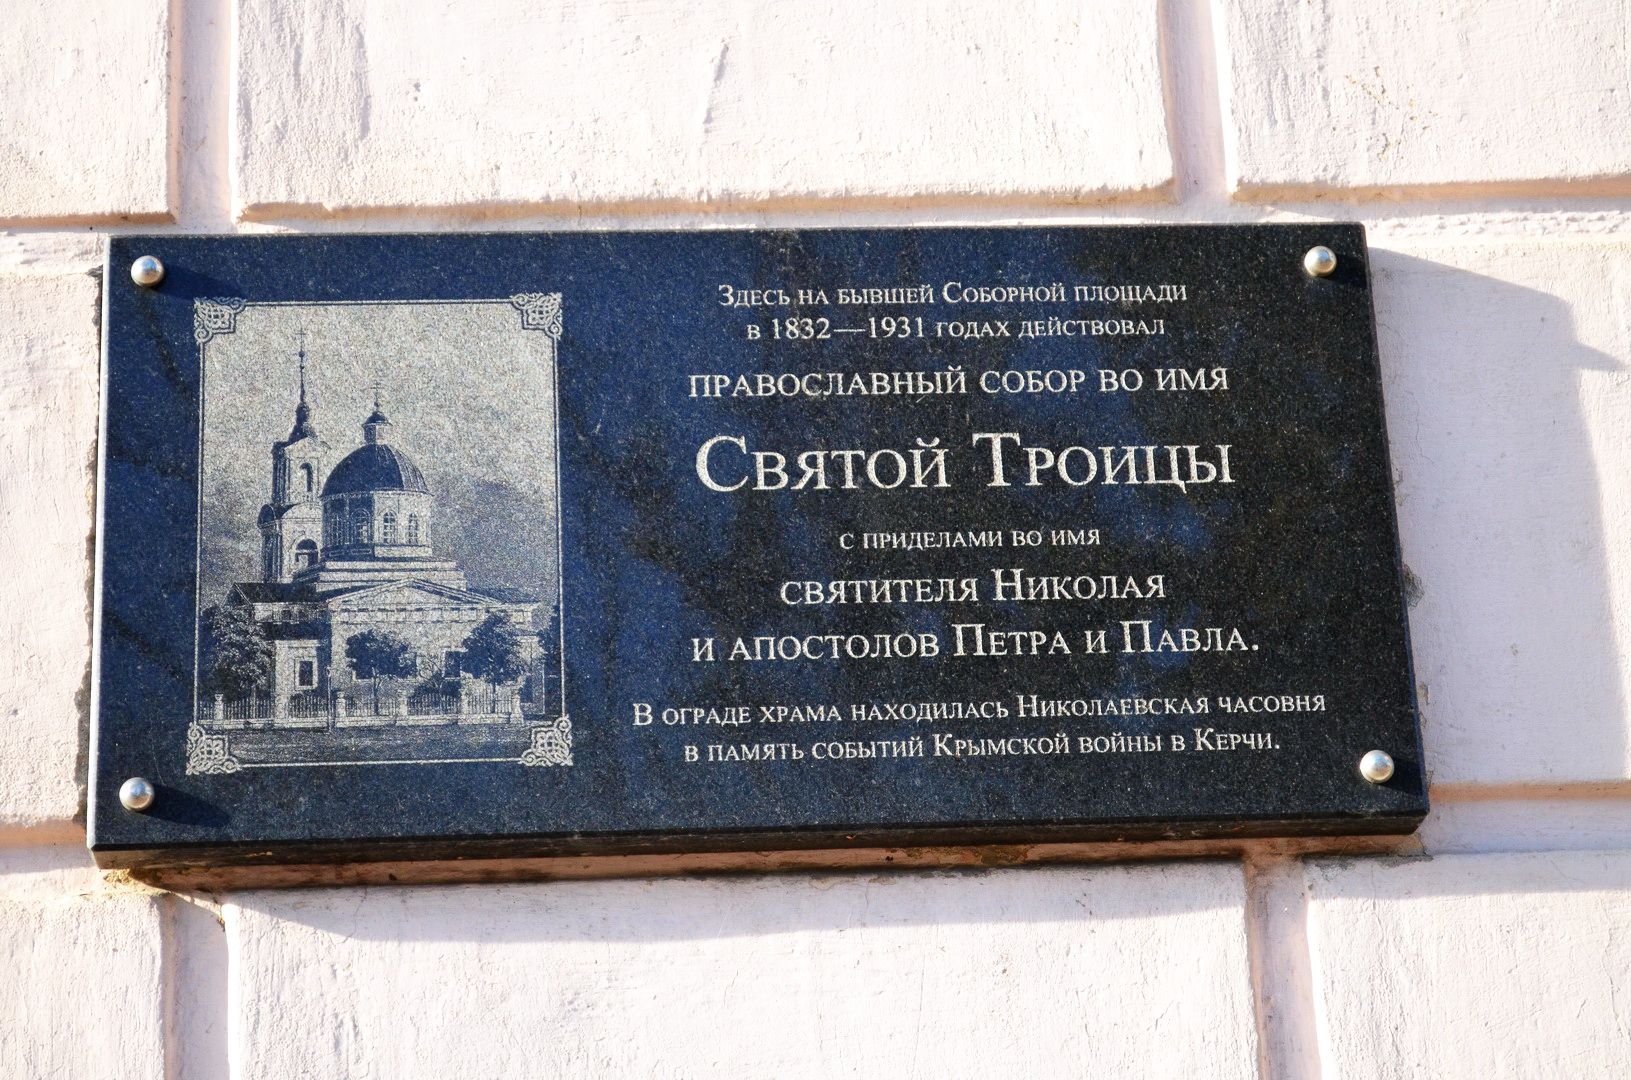 Здесь на бывшей Соборной площади
в 1832—1931 годах действовал
православный собор во имя
Святой Троицы
с приделами во имя
святителя Николая
и апостолов Петра и Павла.
В ограде храма находилась Николаевская часовня
в память событий Крымской войны в Керчи.